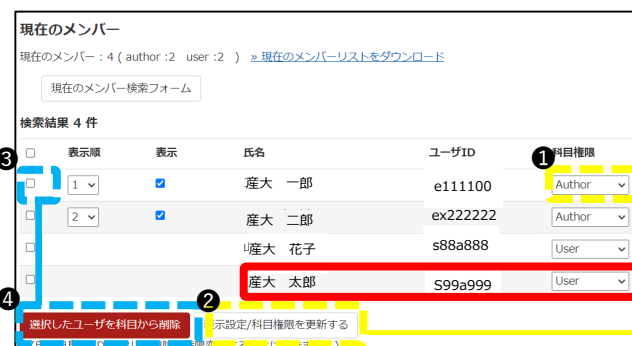 現在のメンバー
現在のメンバー：4 ( author :2 user :2 ) » 現在のメンバーリストをダウンロード
現在のメンバー検索フォーム
検索結果 4 件
❸ 表示順 表示 氏名 ユーザID ❶ 科目権限
1 産大 一郎 e111100 Author
2 産大 二郎 ex222222 Author
産大 花子 s88a888 User
産大 太郎 S99a999 User
❹ ❷
選択したユーザを科目から削除 示設定/科目権限を更新する